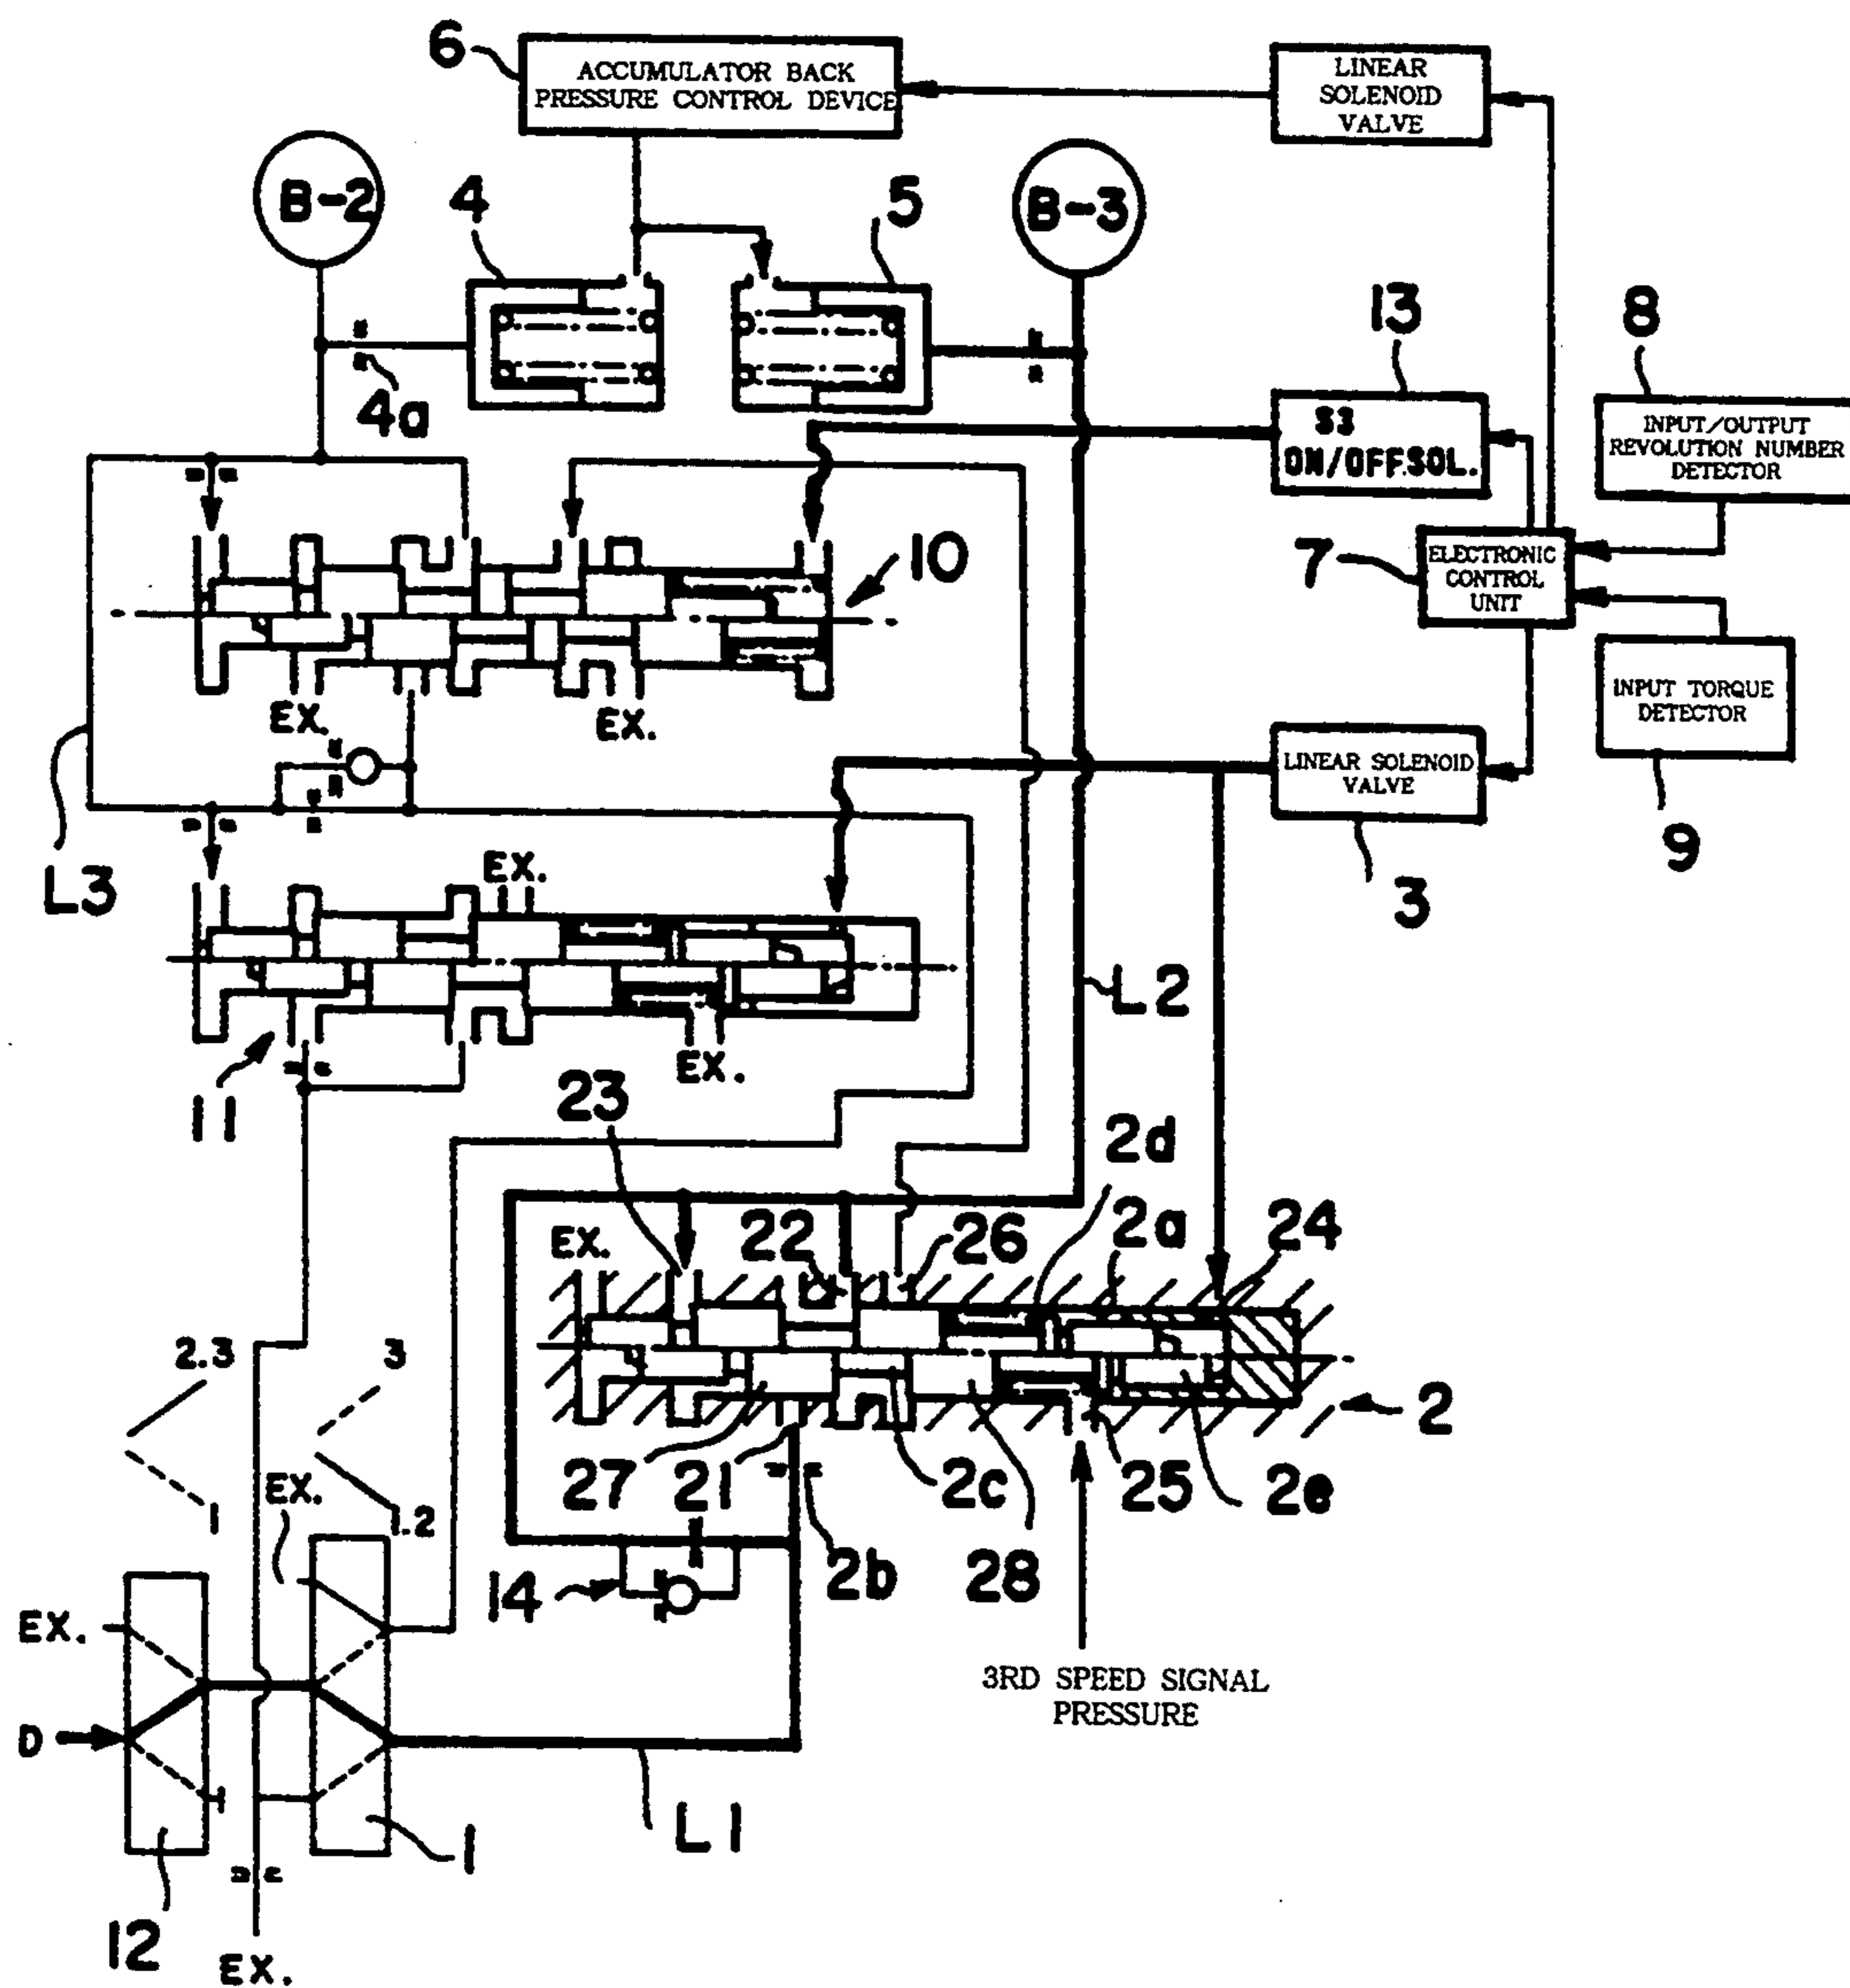 6
ACCUMULATOR BACK
PRESSURE CONTROL DEVICE
LINEAR
SOLENOID
VALVE
B-2
4
5
B-3
13
8
4a
S3
ON/OFF.SOL.
INPUT/OUTPUT
REVOLUTION NUMBER
DETECTOR
10
7
ELECTRONIC
CONTROL
UNIT
EX.
EX.
INPUT TORQUE
DETECTOR
LINEAR SOLENOID
VALVE
L3
EX.
3
9
L2
11
EX.
23
2d
EX.
22
26
2a
24
2.3
3
2
27
21
2c
25
2e
EX.
1
1.2
14
2b
28
EX.
3RD SPEED SIGNAL
PRESSURE
D
L1
1
12
EX.